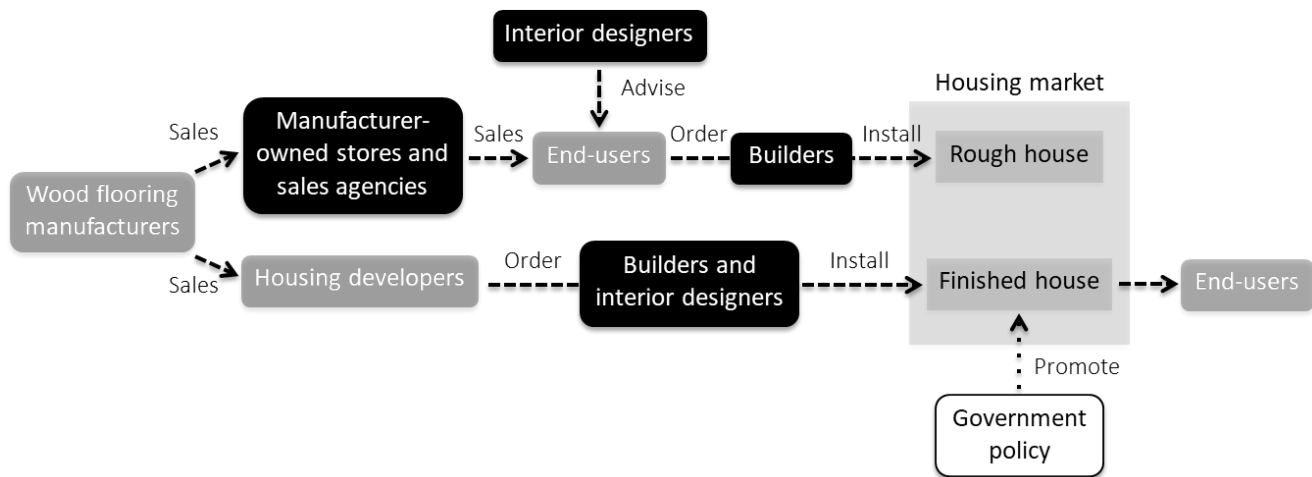 Interior designers
Advise
Housing market
Sales
Manufacturer-
owned stores and
sales agencies
Sales
End-users
Order
Builders
Install
Rough house
Wood flooring
manufacturers
Sales
Housing developers
Order
Builders and
interior designers
Install
Finished house
End-users
Promote
Government
policy